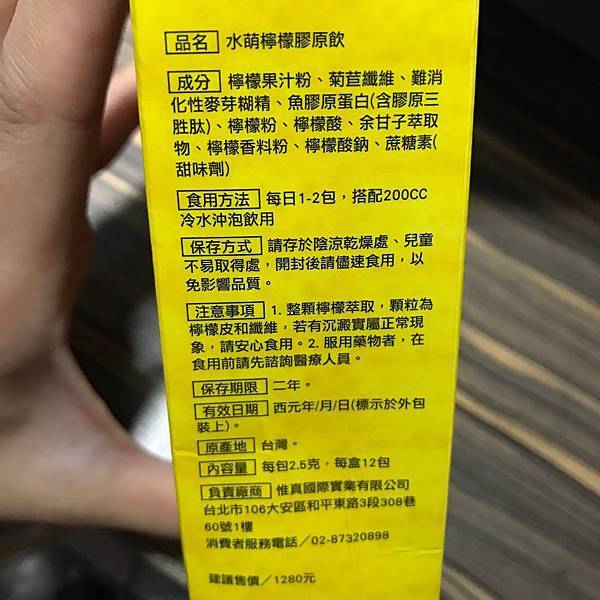 品名 水萌檸檬膠原飲
成分 檸檬果汁粉、菊苣纖維、難消
化性麥芽糊精、魚膠原蛋白(含膠原三
胜肽)、檸檬粉、檸檬酸、余甘子萃取
物、檸檬香料粉、檸檬酸鈉、蔗糖素(
甜味劑)
食用方法 每日1-2包，搭配200CC
冷水沖泡飲用
保存方式 請存於陰涼乾燥處、兒童
不易取得處，開封後請儘速食用，以
免影響品質。
注意事項 1. 整顆檸檬萃取，顆粒為
檸檬皮和纖維，若有沉澱實屬正常現
象，請安心食用。2. 服用藥物者，在
食用前請先諮詢醫療人員。
保存期限 二年。
有效日期 西元年/月/日(標示於外包
裝上)。
原產地 台灣。
內容量 每包2.5克，每盒12包
負責廠商 惟真國際實業有限公司
台北市106大安區和平東路3段308巷
60號1樓
消費者服務電話／02-87320898
建議售價／1280元